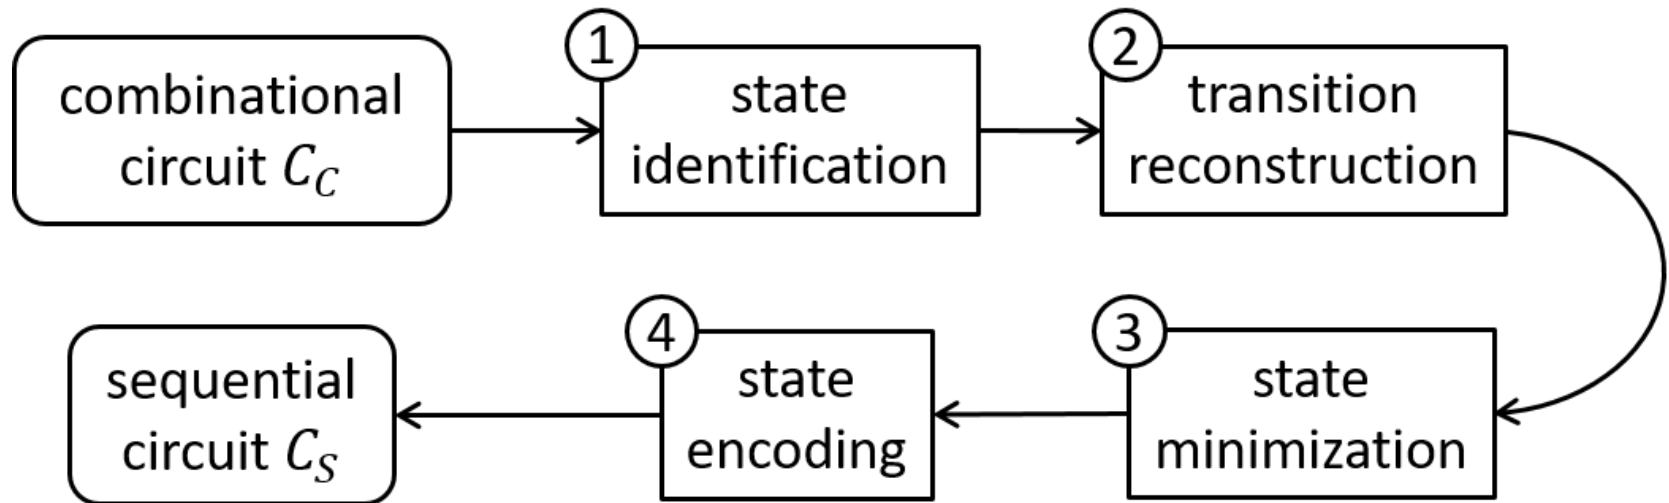 combinational
circuit C_C
1
state
identification
2
transition
reconstruction
3
state
minimization
4
state
encoding
sequential
circuit C_S